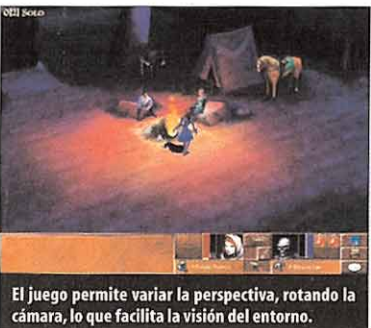 El juego permite variar la perspectiva, rotando la
cámara, lo que facilita la visión del entorno.